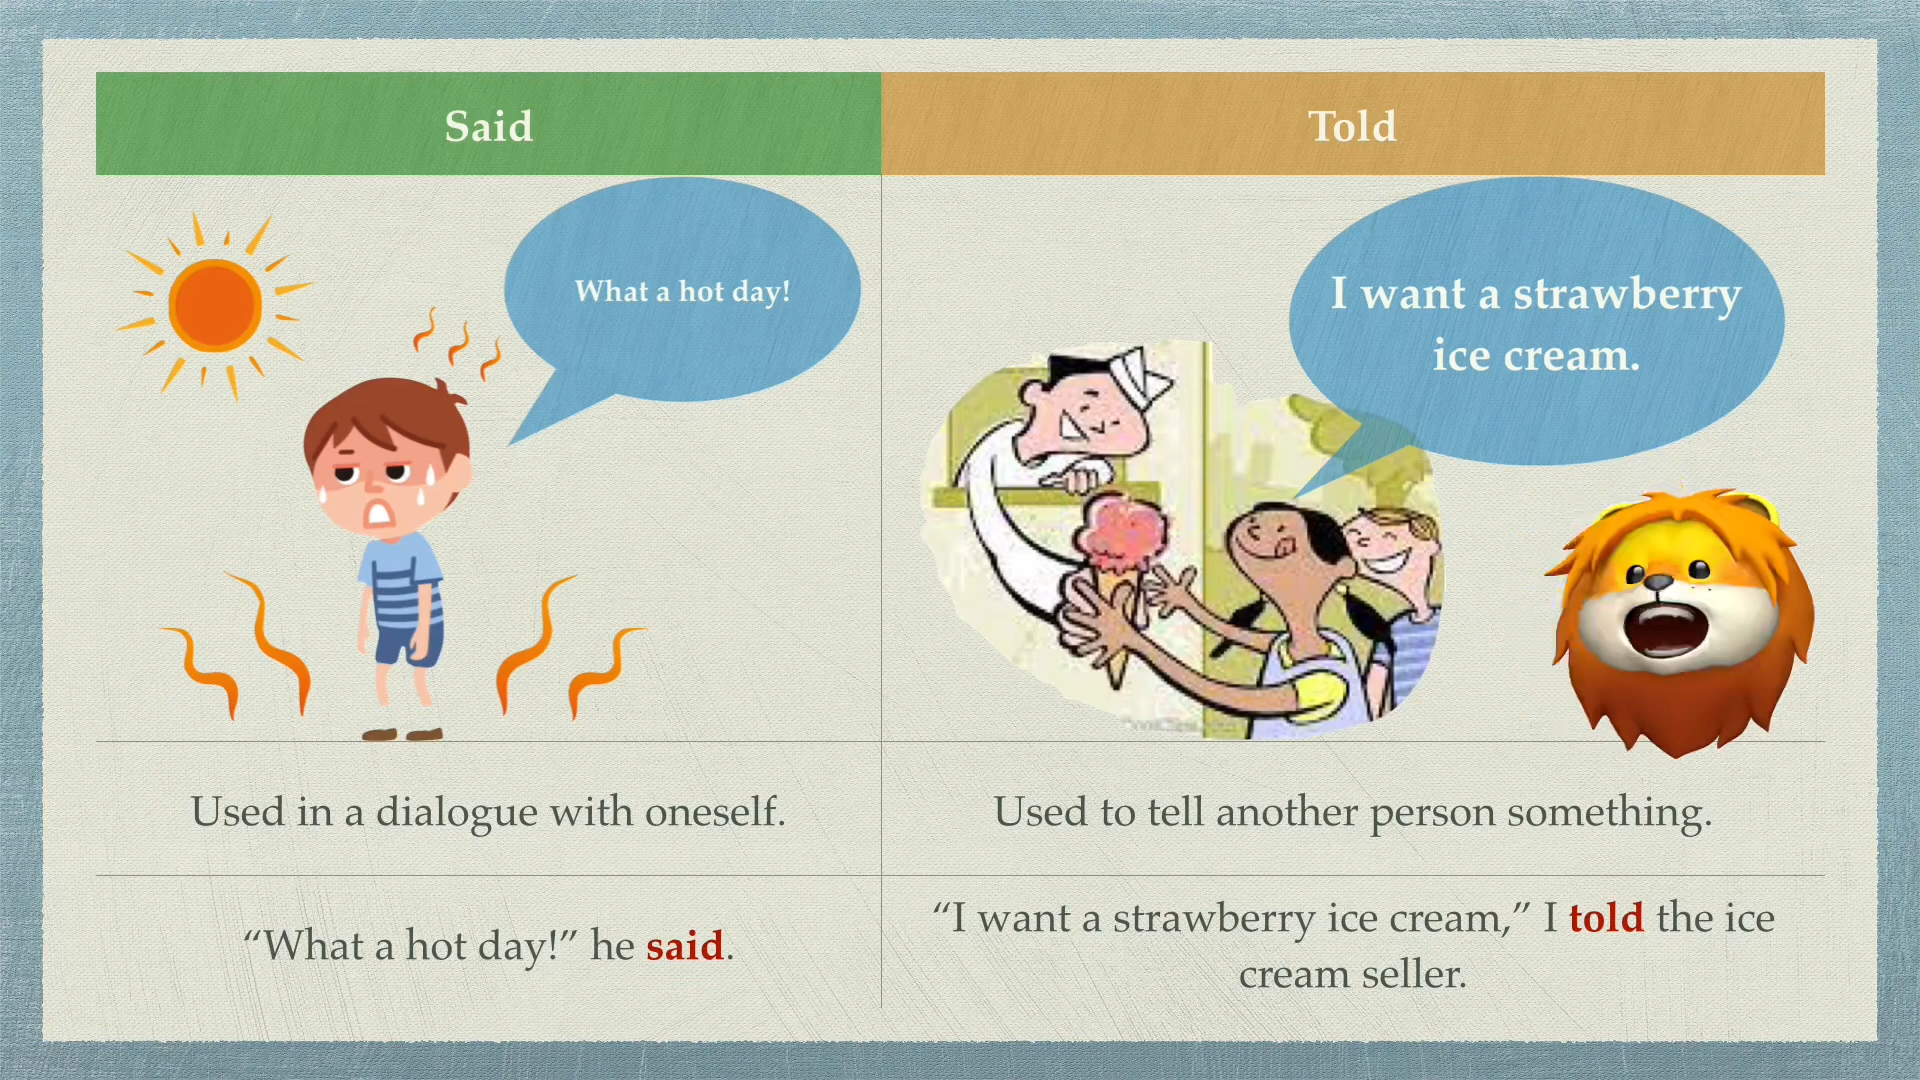 Said
Told
What a hot day!
I want a strawberry
ice cream.
Used in a dialogue with oneself.
Used to tell another person something.
“What a hot day!” he said.
“I want a strawberry ice cream,” I told the ice
cream seller.